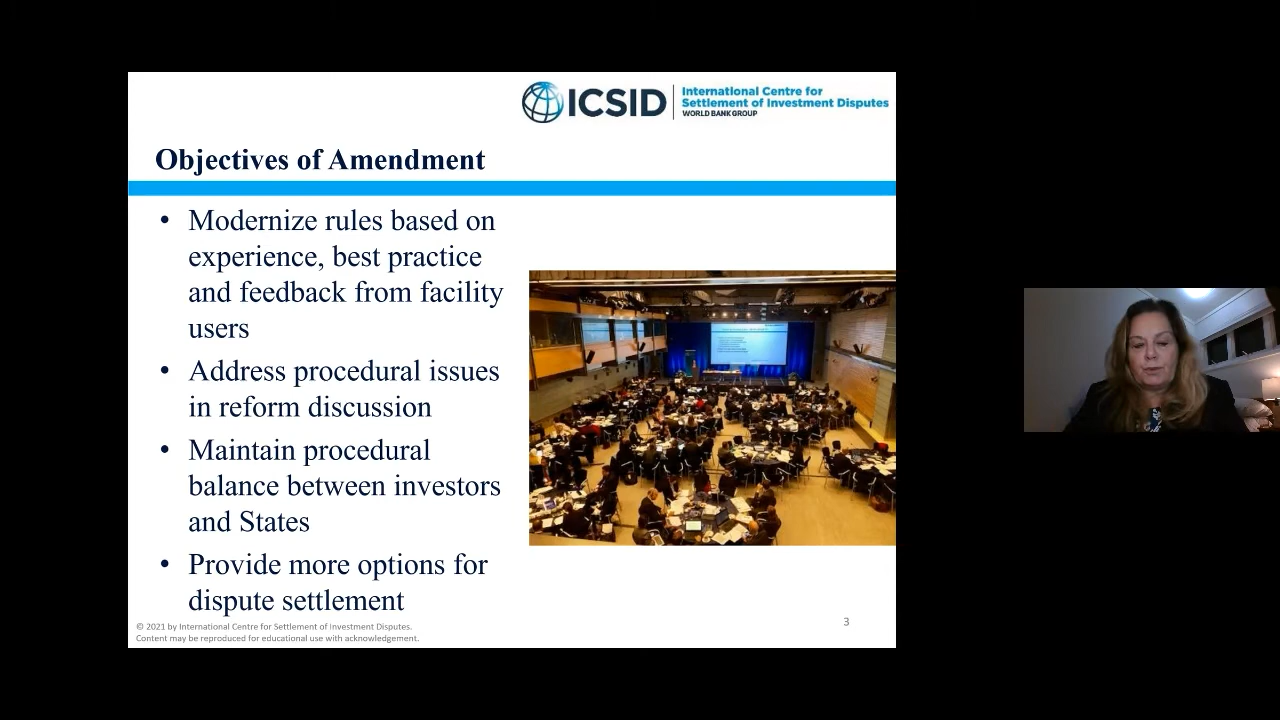 ICSID
International Centre for
Settlement of Investment Disputes
WORLD BANK GROUP
Objectives of Amendment
• Modernize rules based on
experience, best practice
and feedback from facility
users
• Address procedural issues
in reform discussion
• Maintain procedural
balance between investors
and States
• Provide more options for
dispute settlement
© 2021 by International Centre for Settlement of Investment Disputes.
Content may be reproduced for educational use with acknowledgement.
3